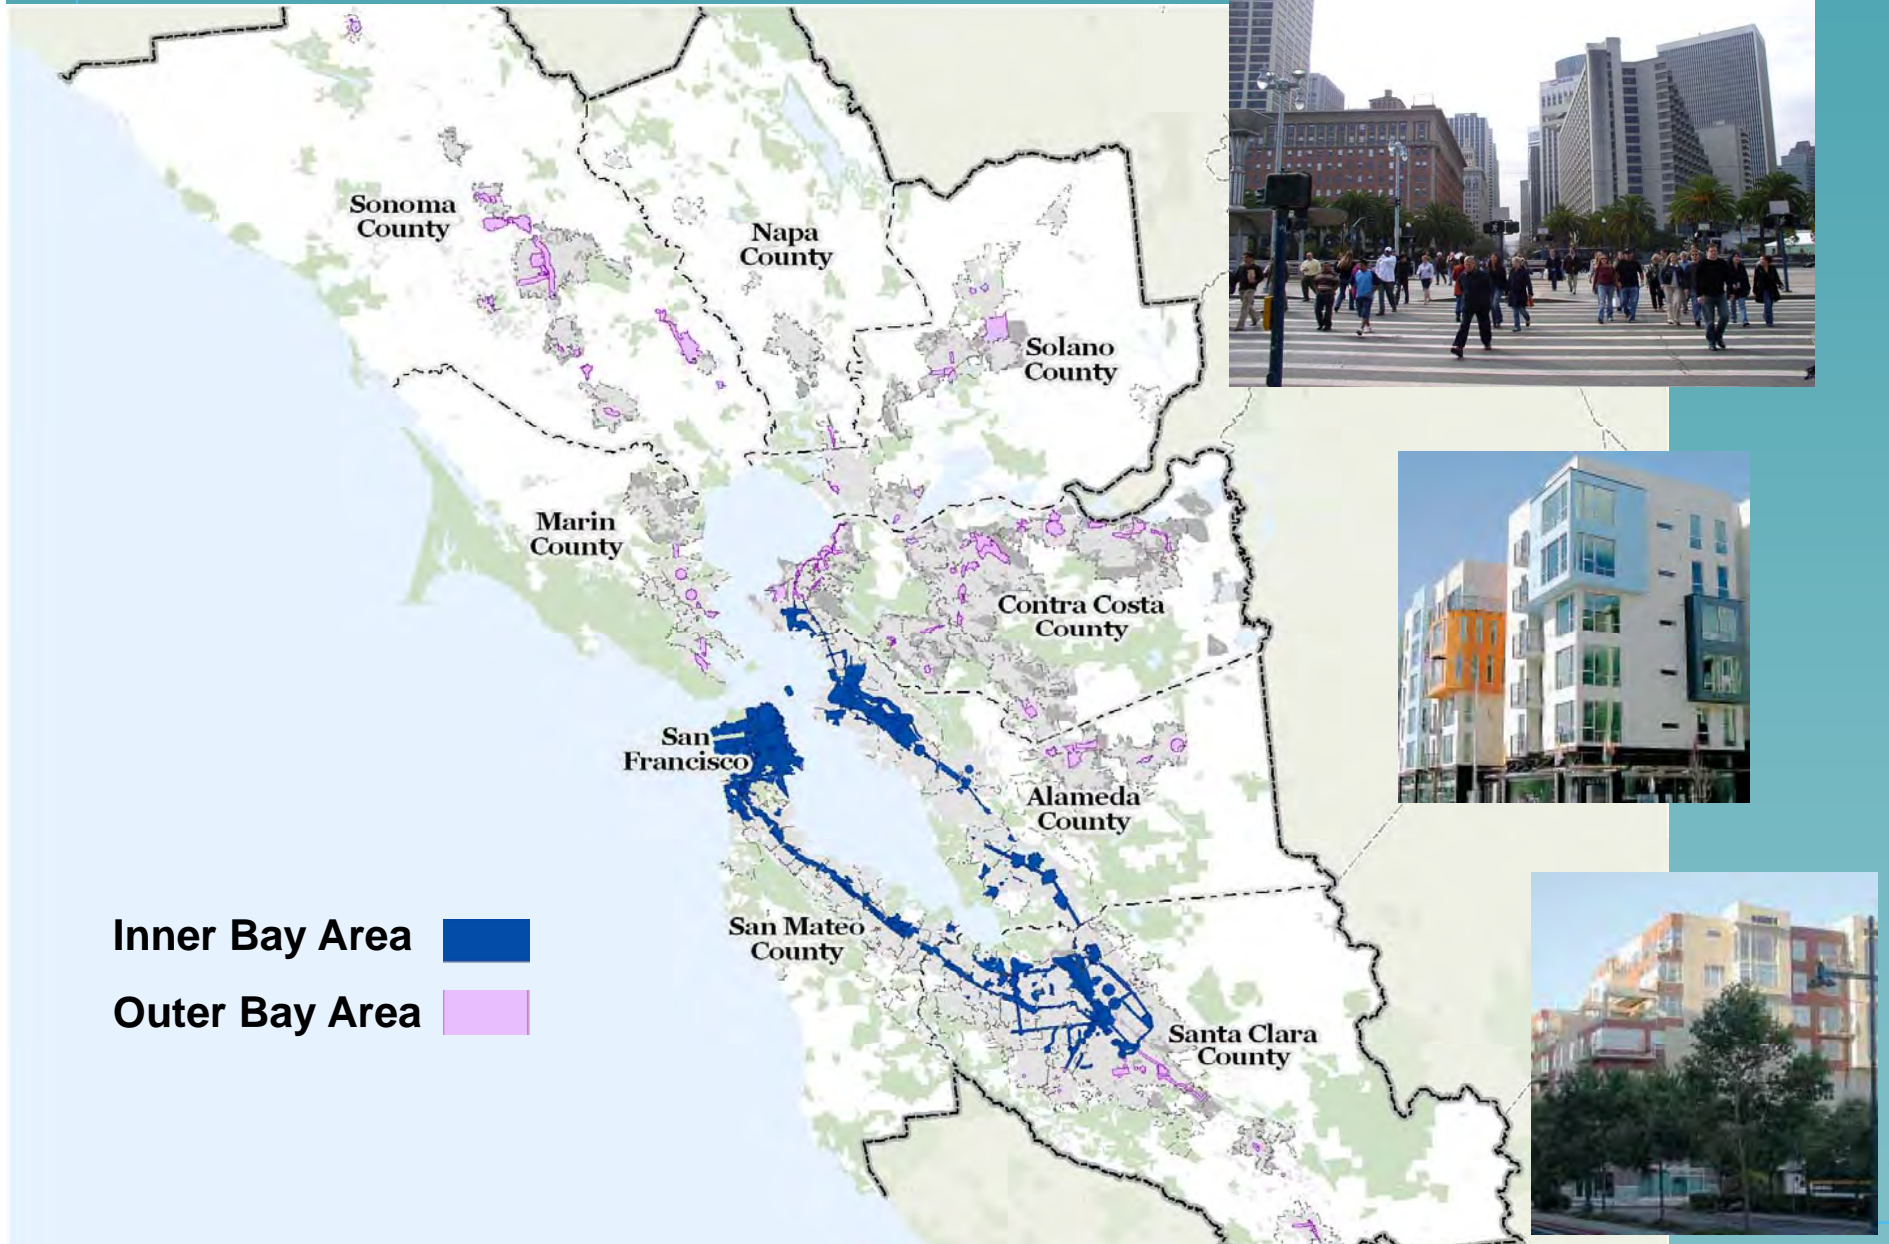 Sonoma
County
Napa
County
Solano
County
Marin
County
Contra Costa
County
San
Francisco
Alameda
County
San Mateo
County
Santa Clara
County
Inner Bay Area
Outer Bay Area